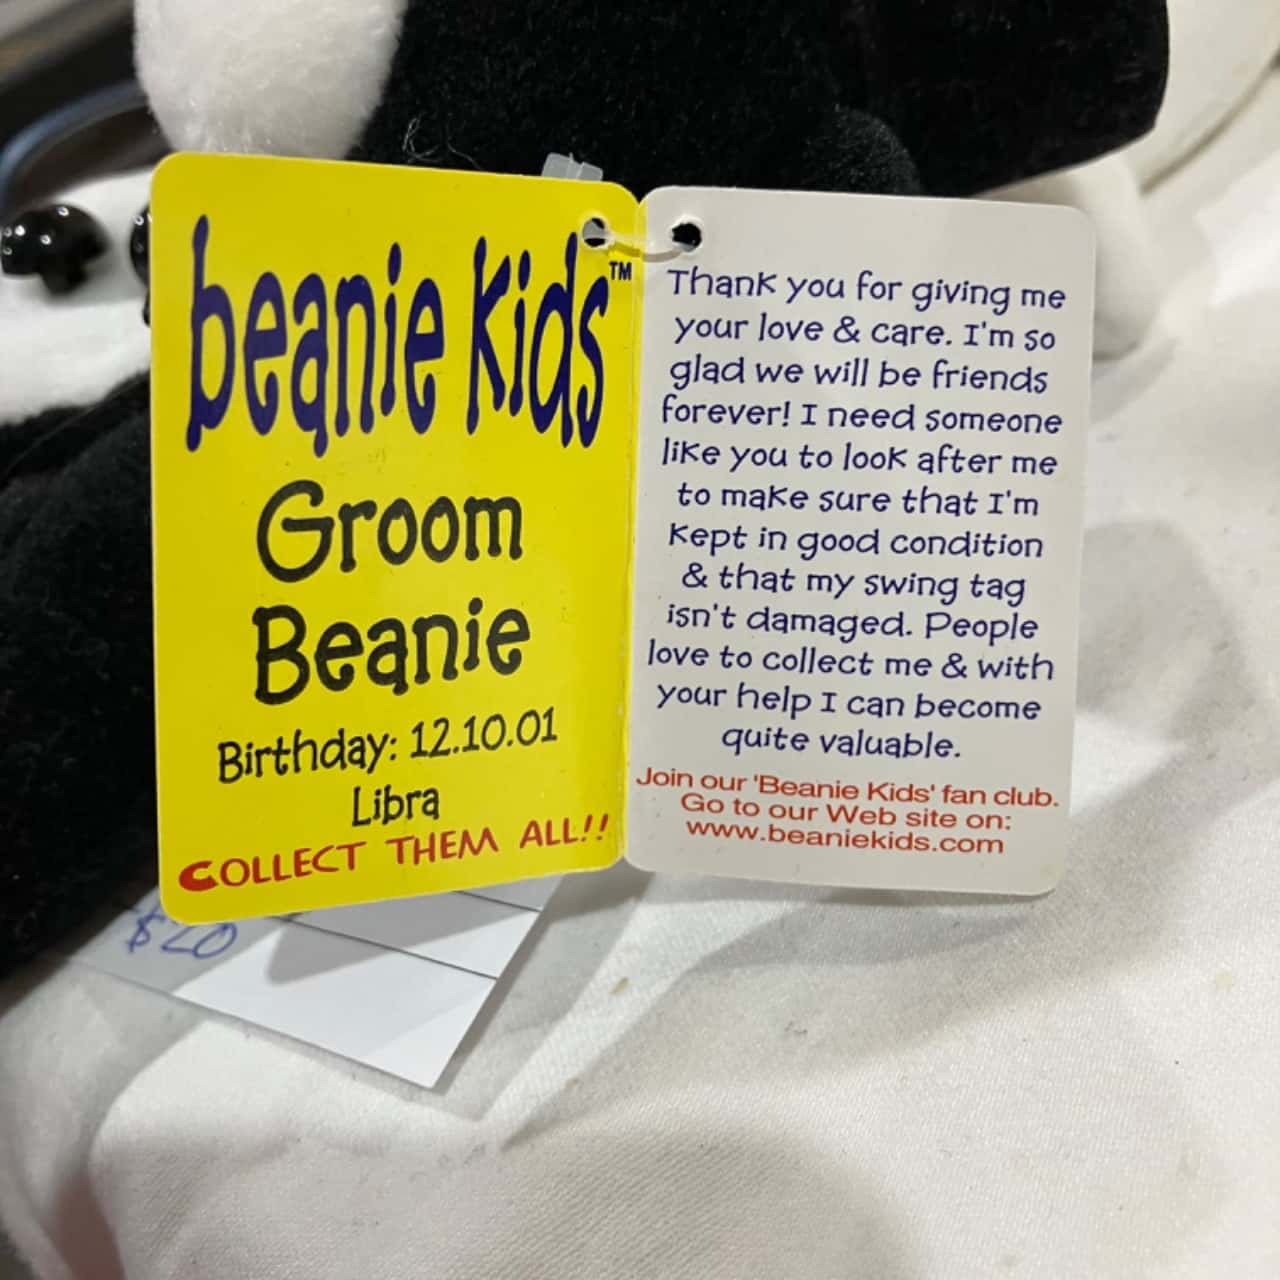 beanie kids™
Groom
Beanie
Birthday: 12.10.01
Libra
COLLECT THEM ALL!!
Thank you for giving me
your love & care. I'm so
glad we will be friends
forever! I need someone
like you to look after me
to make sure that I'm
kept in good condition
& that my swing tag
isn't damaged. People
love to collect me & with
your help I can become
quite valuable.
Join our 'Beanie Kids' fan club.
Go to our Web site on:
www.beaniekids.com
$20